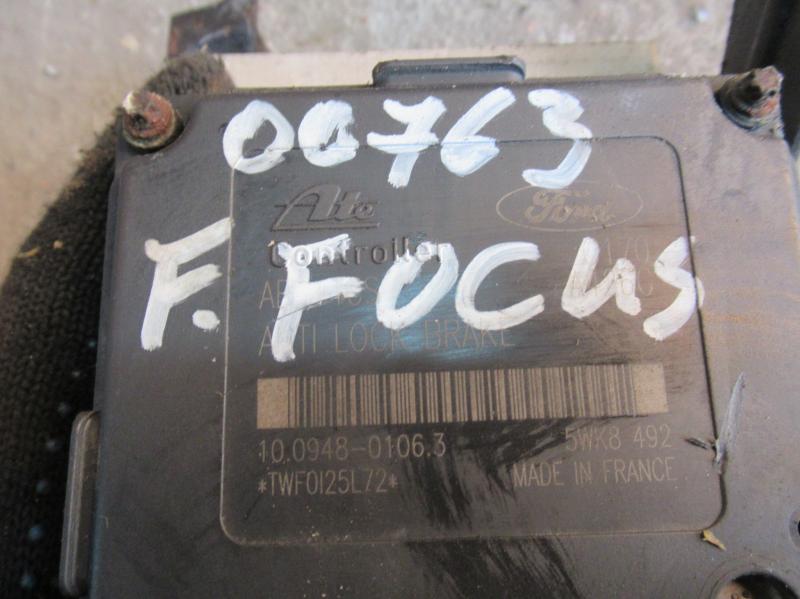 00763
Ate
Ford
Controller
F. FOCUS
ANTI LOCK BRAKE
10.0948-0106.3
5WK8 492
*TWF0125L72*
MADE IN FRANCE